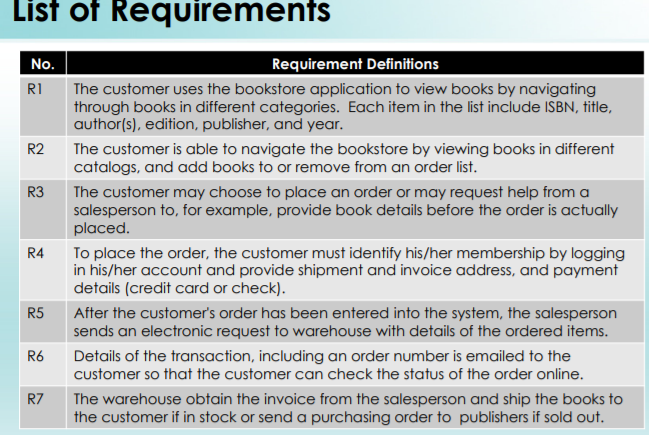 List of Requirements
No. Requirement Definitions
R1 The customer uses the bookstore application to view books by navigating
through books in different categories. Each item in the list include ISBN, title,
author(s), edition, publisher, and year.
R2 The customer is able to navigate the bookstore by viewing books in different
catalogs, and add books to or remove from an order list.
R3 The customer may choose to place an order or may request help from a
salesperson to, for example, provide book details before the order is actually
placed.
R4 To place the order, the customer must identify his/her membership by logging
in his/her account and provide shipment and invoice address, and payment
details (credit card or check).
R5 After the customer's order has been entered into the system, the salesperson
sends an electronic request to warehouse with details of the ordered items.
R6 Details of the transaction, including an order number is emailed to the
customer so that the customer can check the status of the order online.
R7 The warehouse obtain the invoice from the salesperson and ship the books to
the customer if in stock or send a purchasing order to publishers if sold out.